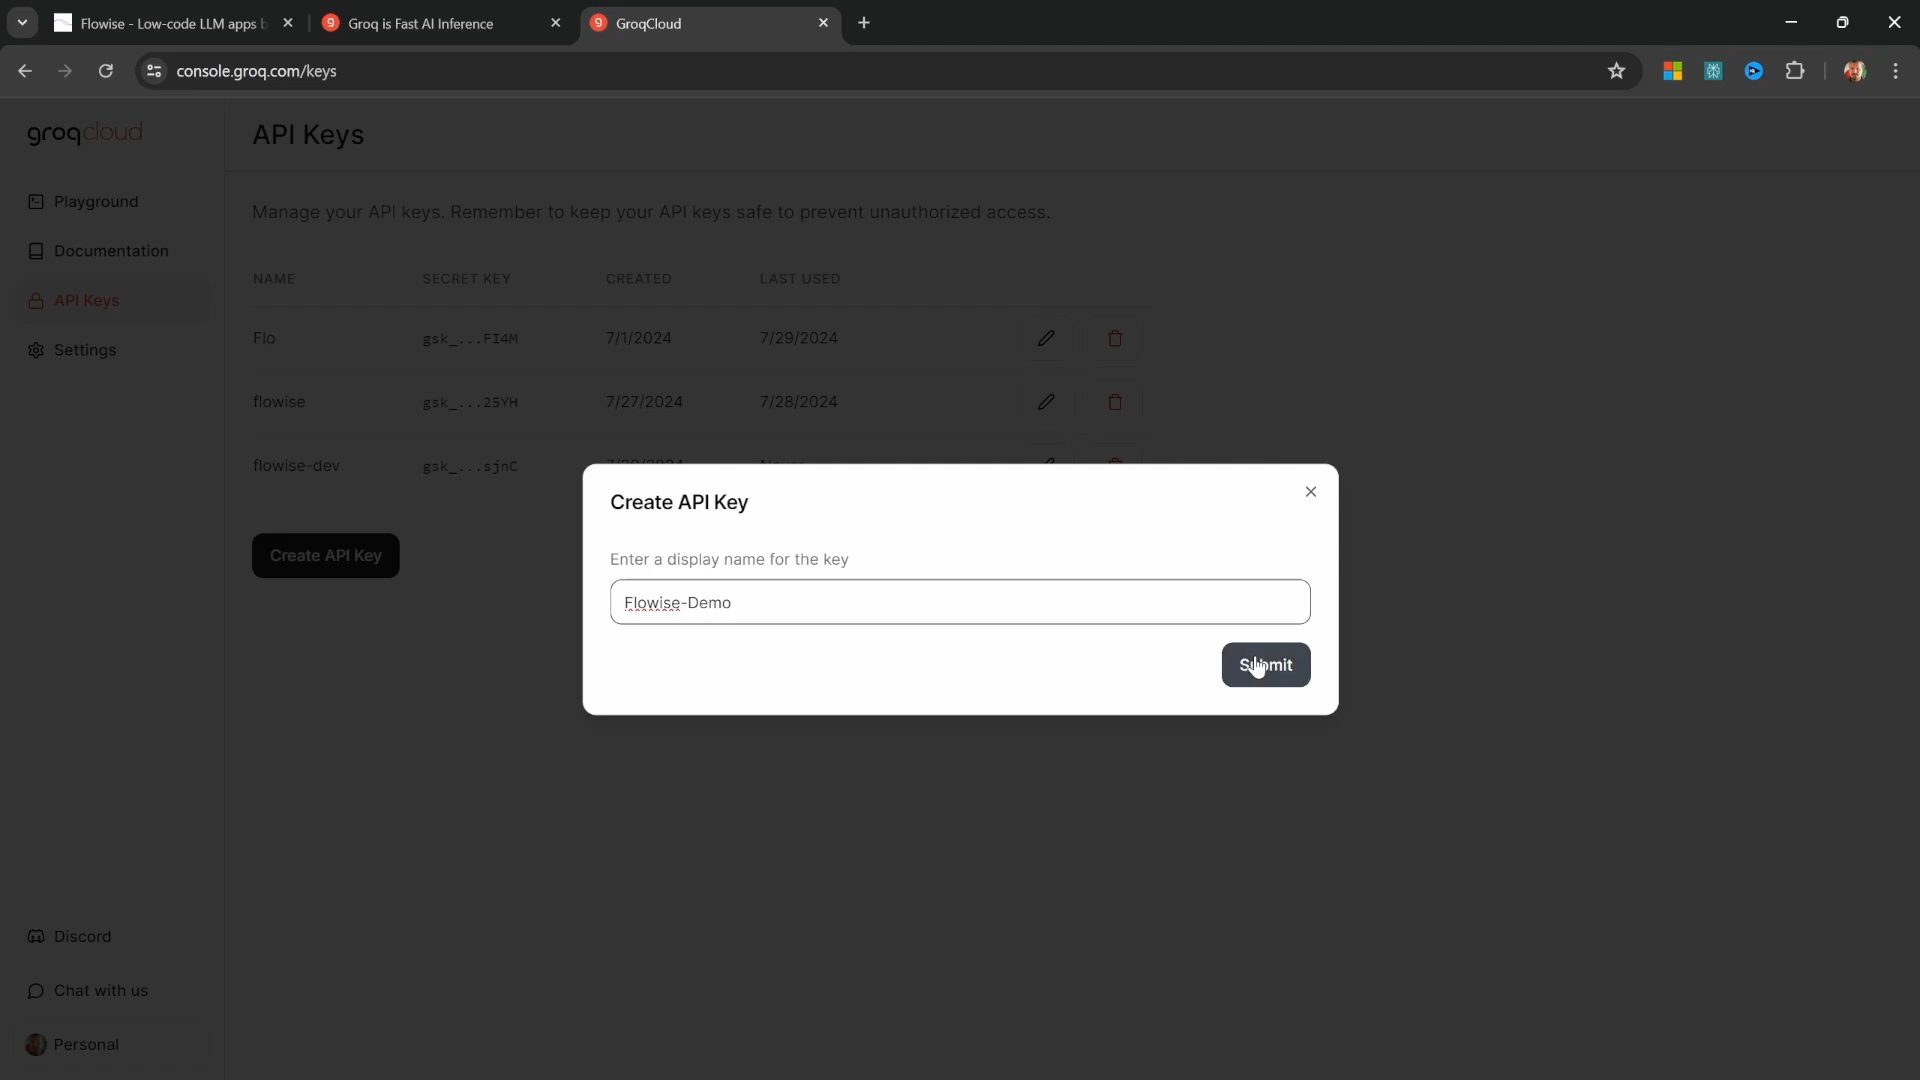 Flowise - Low-code LLM apps b
Groq is Fast AI Inference
GroqCloud
console.groq.com/keys
groqcloud
API Keys
Playground
Documentation
API Keys
Settings
Manage your API keys. Remember to keep your API keys safe to prevent unauthorized access.
NAME SECRET KEY CREATED LAST USED
Flo gsk_...FI4M 7/1/2024 7/29/2024
flowise gsk_...25YH 7/27/2024 7/28/2024
flowise-dev gsk_...sjnC
Create API Key
Create API Key
Enter a display name for the key
Flowise-Demo
Submit
Discord
Chat with us
Personal